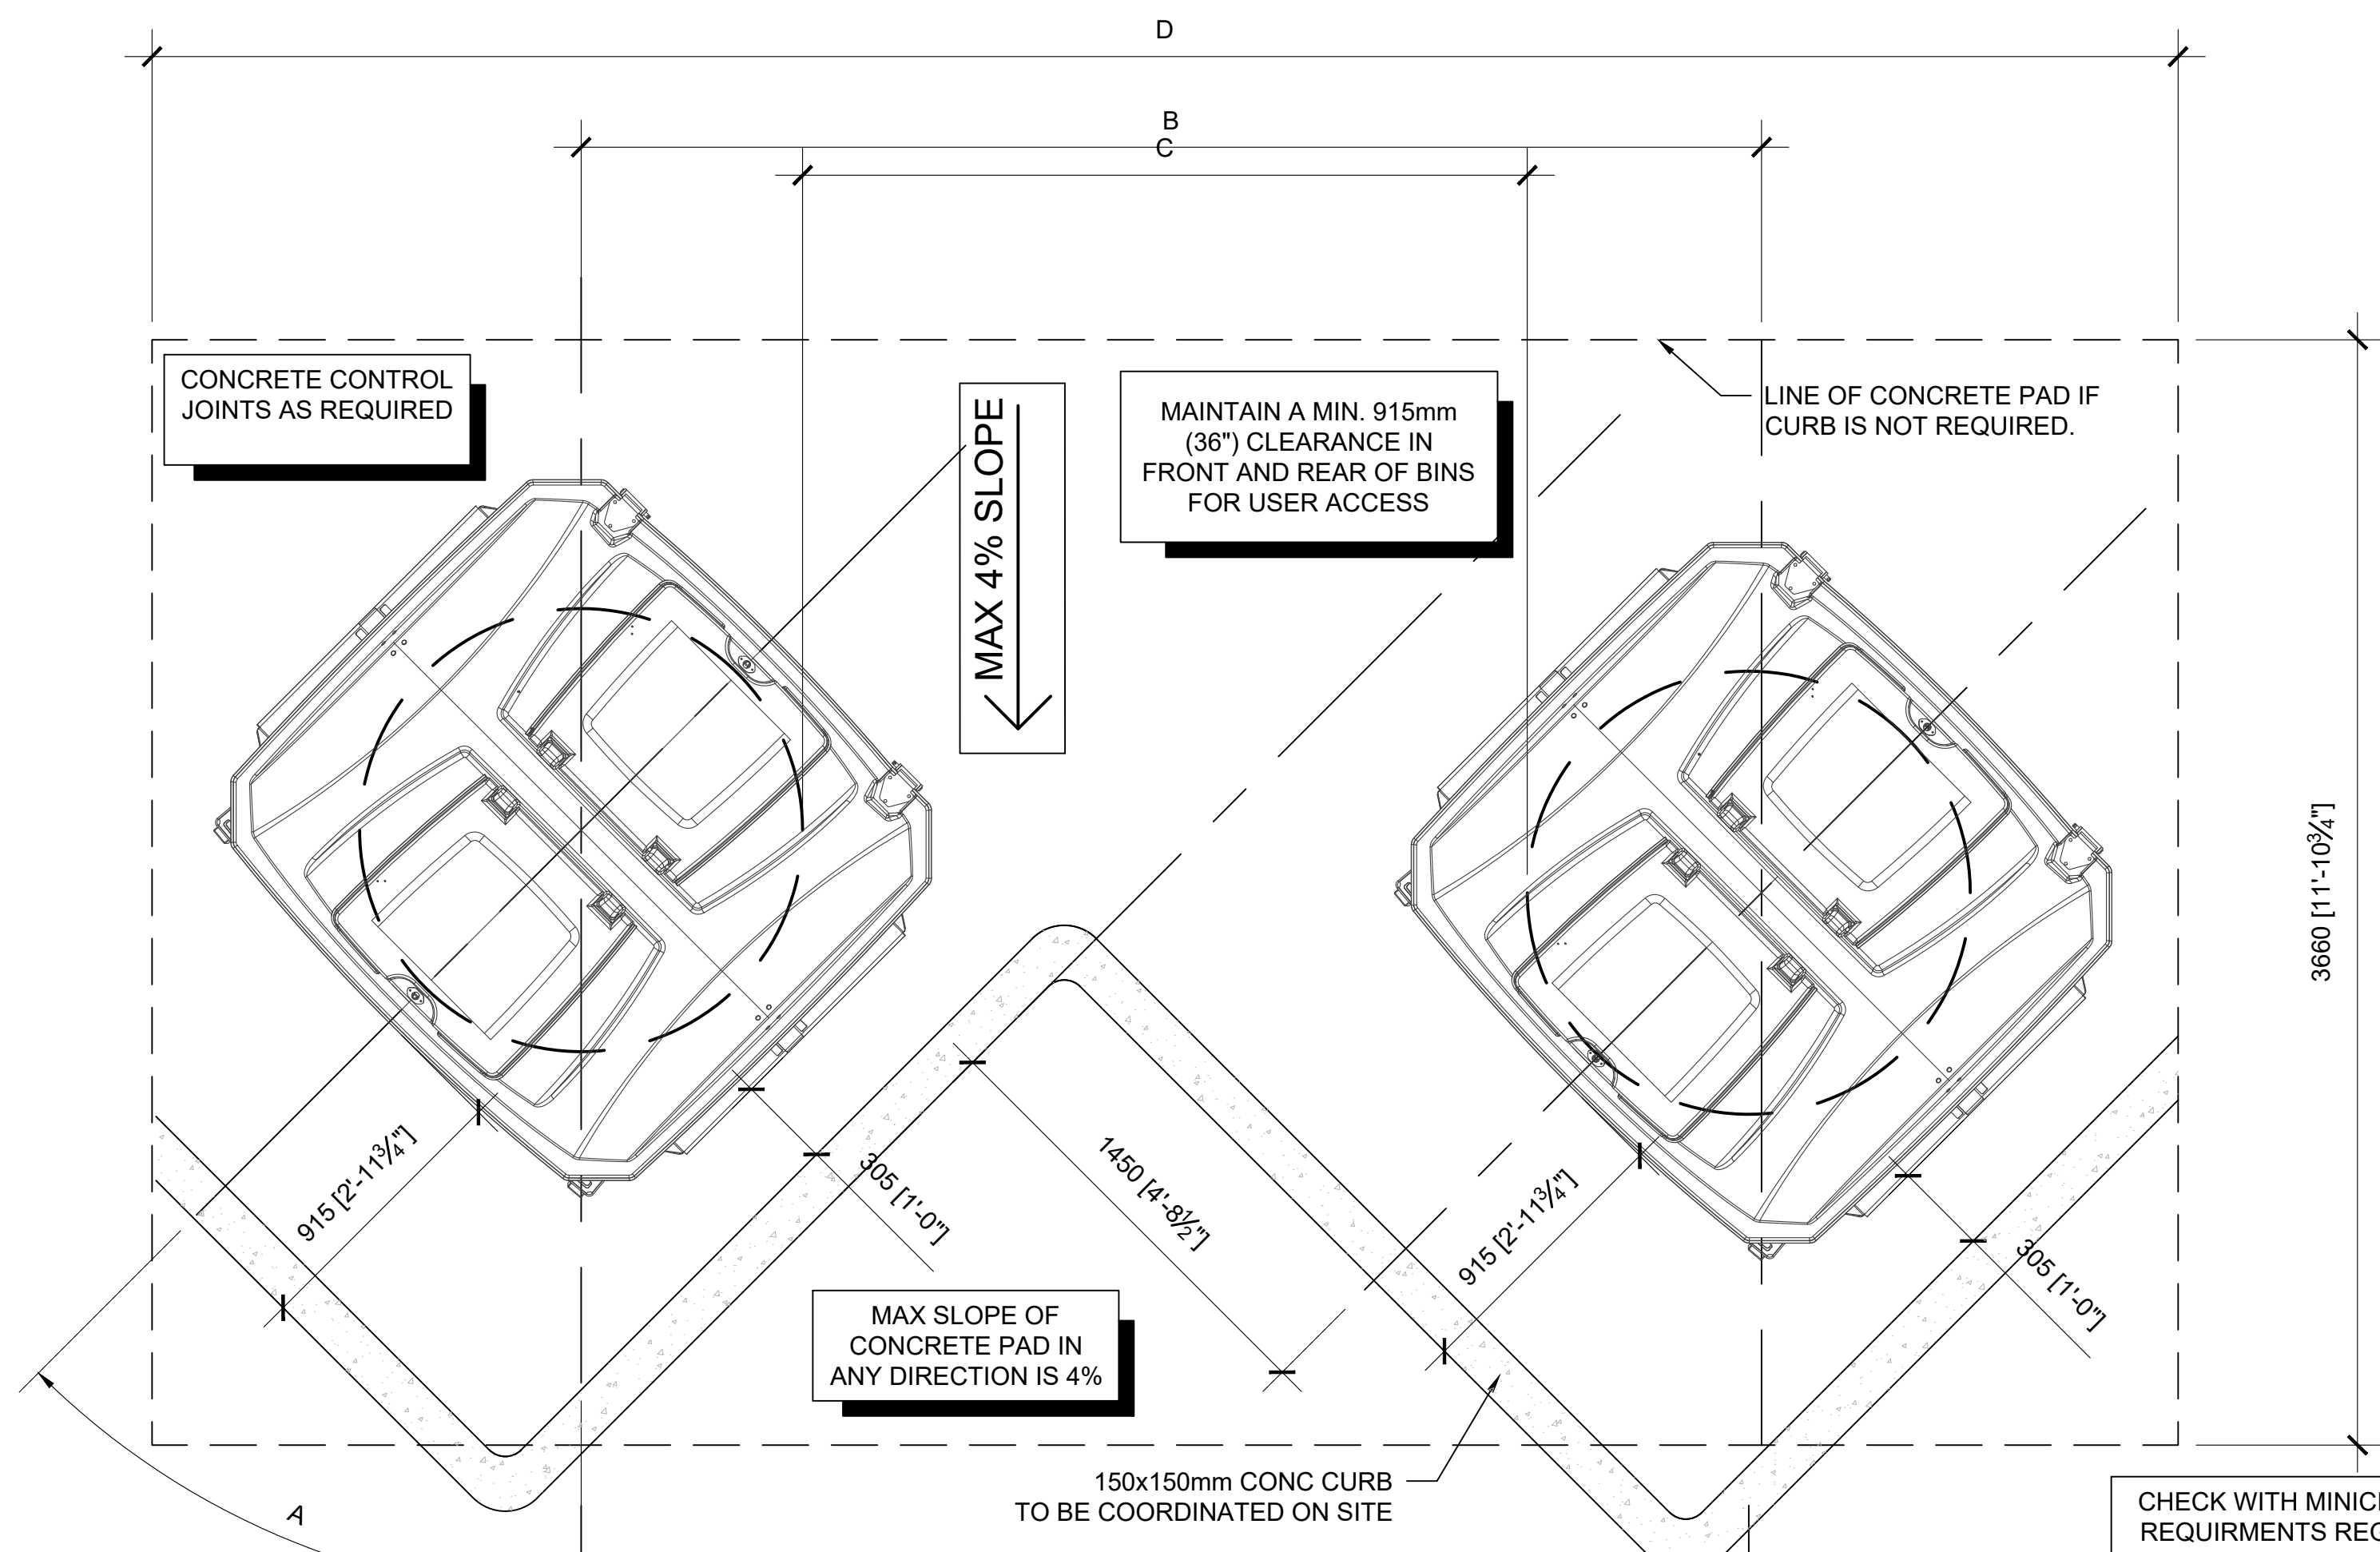 D
B
C
CONCRETE CONTROL
JOINTS AS REQUIRED
MAX 4% SLOPE
MAINTAIN A MIN. 915mm
(36") CLEARANCE IN
FRONT AND REAR OF BINS
FOR USER ACCESS
LINE OF CONCRETE PAD IF
CURB IS NOT REQUIRED.
3660 [11'-10¾"]
915 [2'-11¾"]
305 [1'-0"]
1450 [4'-8½"]
915 [2'-11¾"]
305 [1'-0"]
MAX SLOPE OF
CONCRETE PAD IN
ANY DIRECTION IS 4%
150x150mm CONC CURB
TO BE COORDINATED ON SITE
A
CHECK WITH
REQUIRMENTS